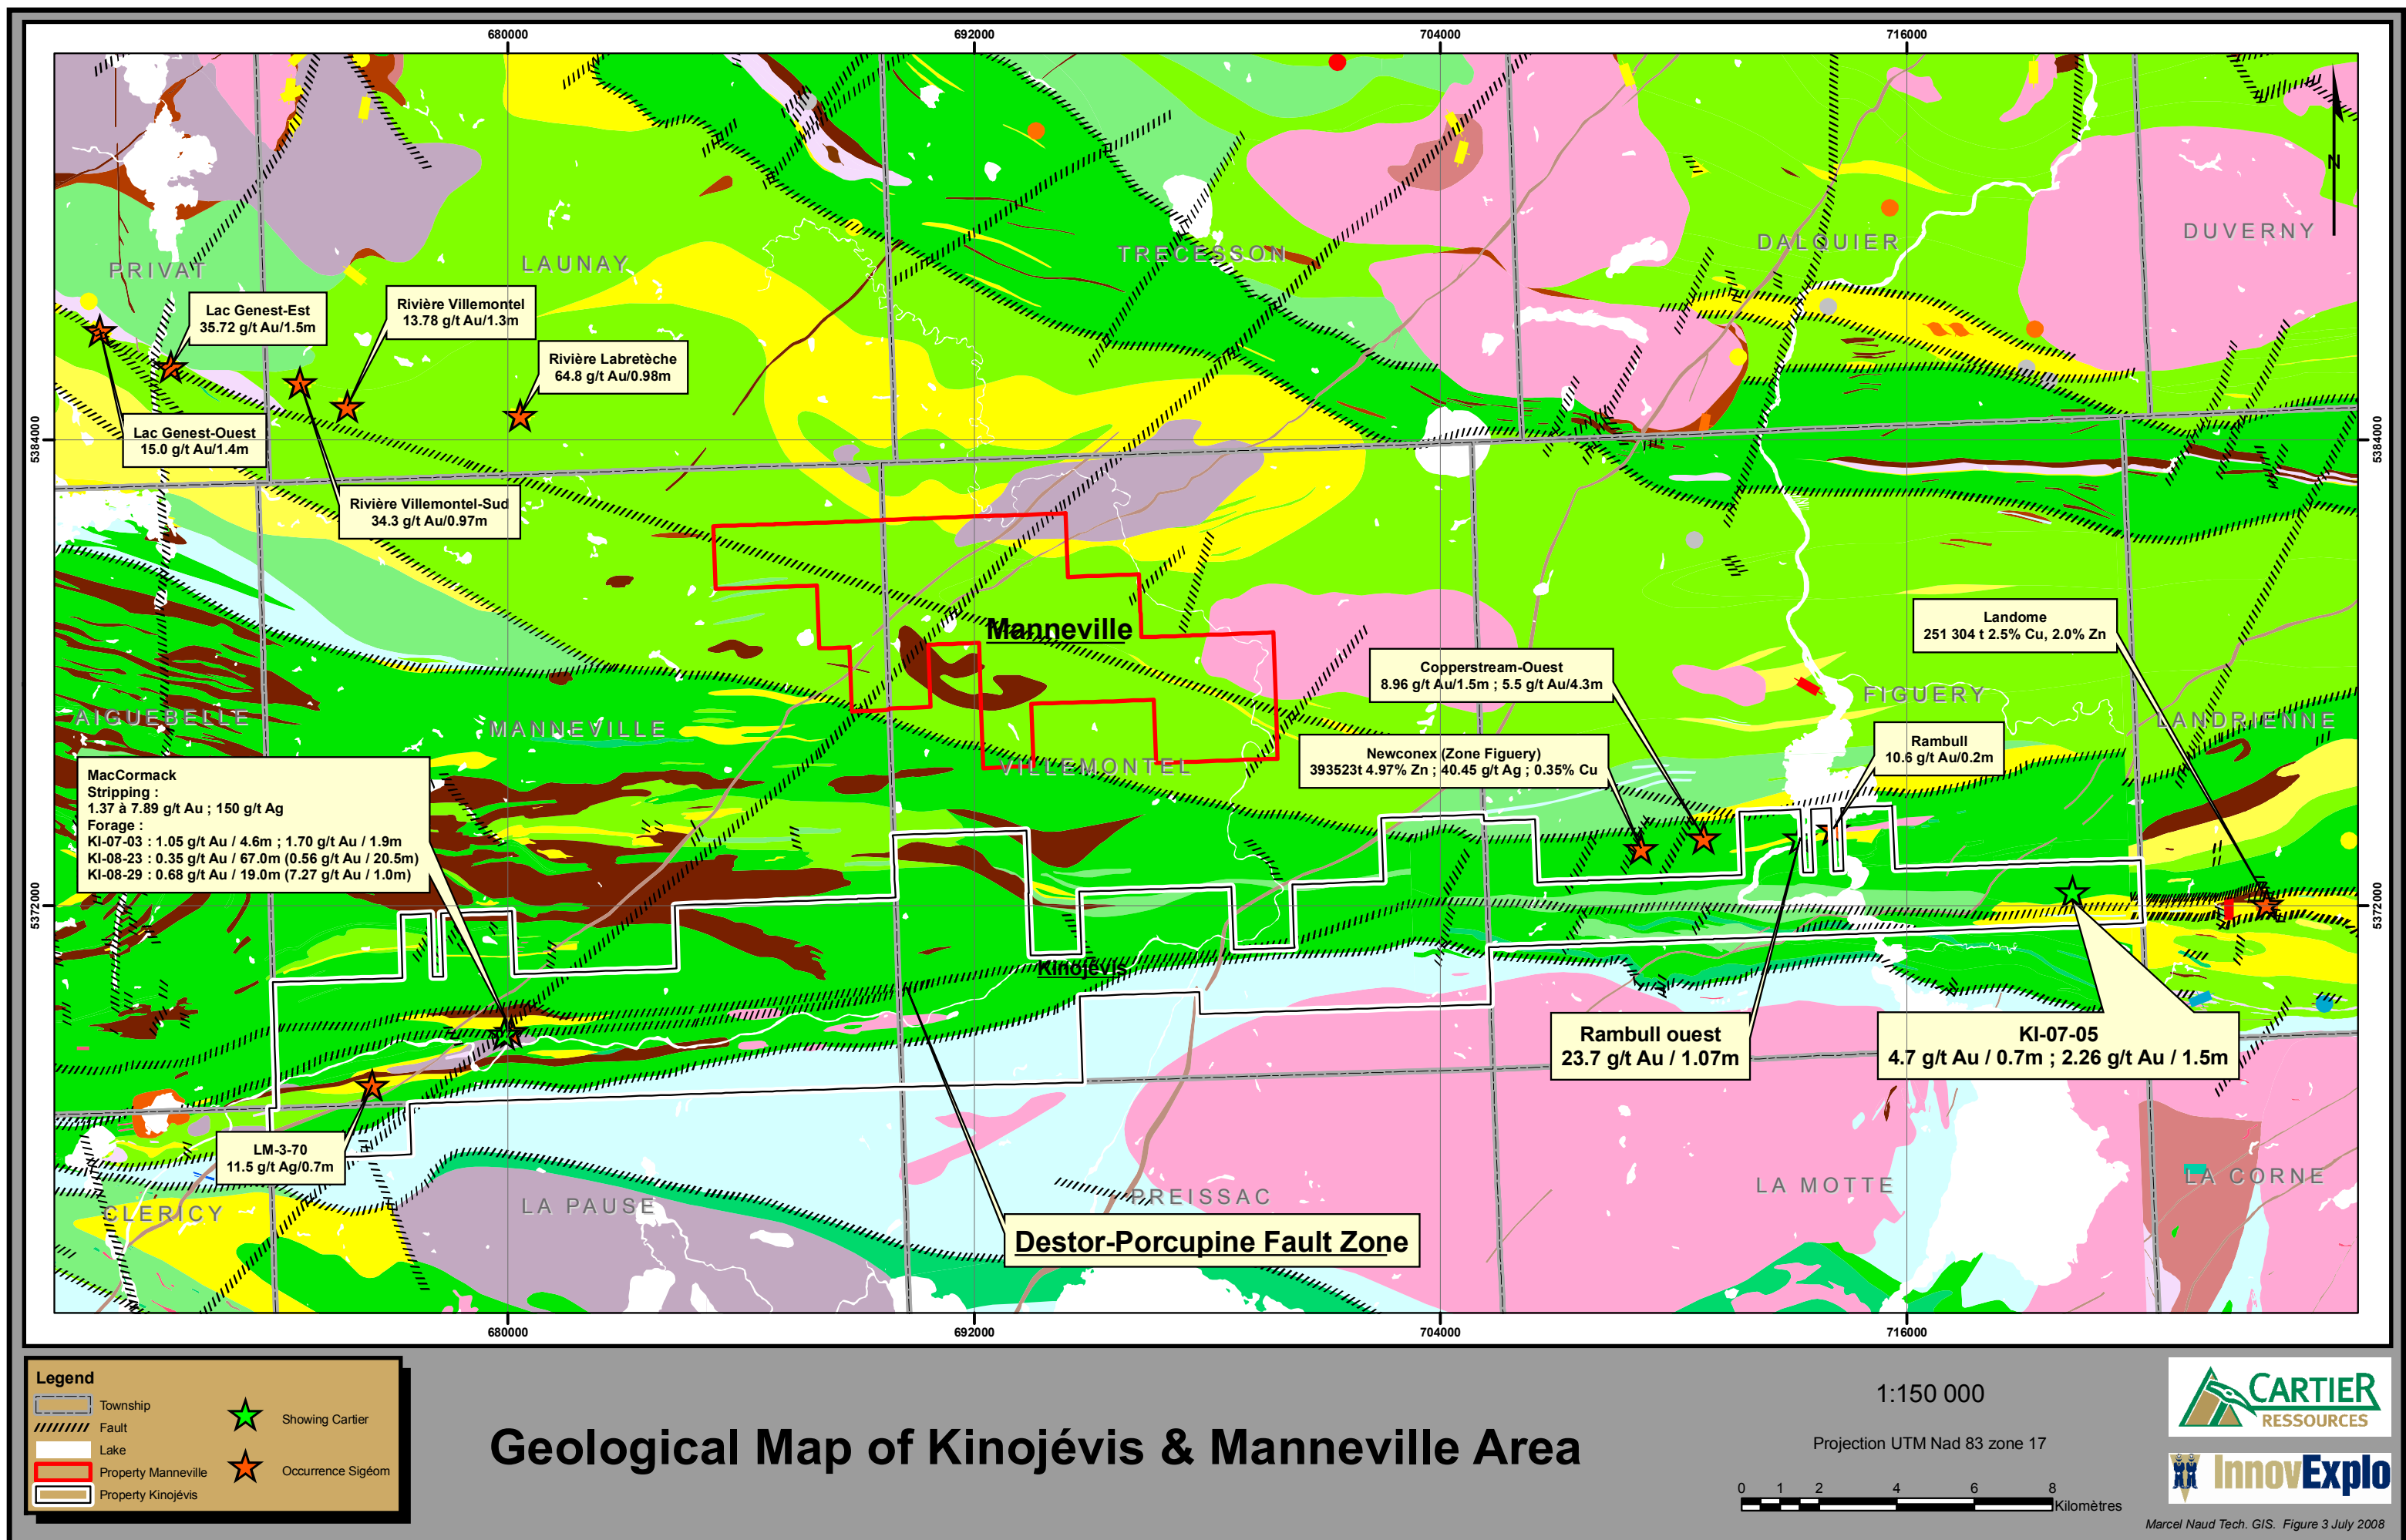 680000
692000
704000
716000
N
PRIVAT
LAUNAY
TRECESSON
DALQUIER
DUVERNY
Lac Genest-Est
35.72 g/t Au/1.5m
Rivière Villemontel
13.78 g/t Au/1.3m
Rivière Labretèche
64.8 g/t Au/0.98m
Lac Genest-Ouest
15.0 g/t Au/1.4m
5384000
5384000
Rivière Villemontel-Sud
34.3 g/t Au/0.97m
Manneville
Landome
251 304 t 2.5% Cu, 2.0% Zn
Copperstream-Ouest
8.96 g/t Au/1.5m ; 5.5 g/t Au/4.3m
FIGUERY
AIGUEBELLE
MANNEVILLE
LANDRIENNE
VILLEMONTEL
Newconex (Zone Figuery)
393523t 4.97% Zn ; 40.45 g/t Ag ; 0.35% Cu
Rambull
10.6 g/t Au/0.2m
MacCormack
Stripping :
1.37 à 7.89 g/t Au ; 150 g/t Ag
Forage :
KI-07-03 : 1.05 g/t Au / 4.6m ; 1.70 g/t Au / 1.9m
KI-08-23 : 0.35 g/t Au / 67.0m (0.56 g/t Au / 20.5m)
KI-08-29 : 0.68 g/t Au / 19.0m (7.27 g/t Au / 1.0m)
5372000
5372000
Kinojévis
Rambull ouest
23.7 g/t Au / 1.07m
KI-07-05
4.7 g/t Au / 0.7m ; 2.26 g/t Au / 1.5m
LM-3-70
11.5 g/t Ag/0.7m
CLERICY
LA PAUSE
PREISSAC
LA MOTTE
LA CORNE
Destor-Porcupine Fault Zone
680000
692000
704000
716000
Legend
Township
Fault
Lake
Property Manneville
Property Kinojévis
Showing Cartier
Occurrence Sigéom
Geological Map of Kinojévis & Manneville Area
1:150 000
Projection UTM Nad 83 zone 17
0 1 2 4 6 8
Kilomètres
CARTIER
RESSOURCES
InnovExplo
Marcel Naud Tech. GIS. Figure 3 July 2008